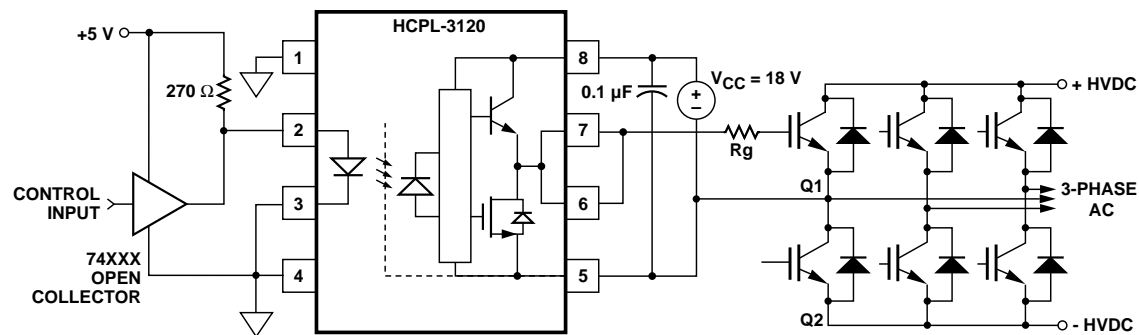 HCPL-3120
+5 V
270 Ω
CONTROL
INPUT
74XXX
OPEN
COLLECTOR
1
2
3
4
8
7
6
5
0.1 µF
VCC = 18 V
+
–
Rg
Q1
Q2
+ HVDC
3-PHASE
AC
- HVDC